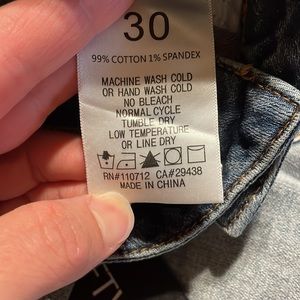 30
99% COTTON 1% SPANDEX
MACHINE WASH COLD
OR HAND WASH COLD
NO BLEACH
NORMAL CYCLE
TUMBLE DRY
LOW TEMPERATURE
OR LINE DRY
RN#110712 CA#29438
MADE IN CHINA